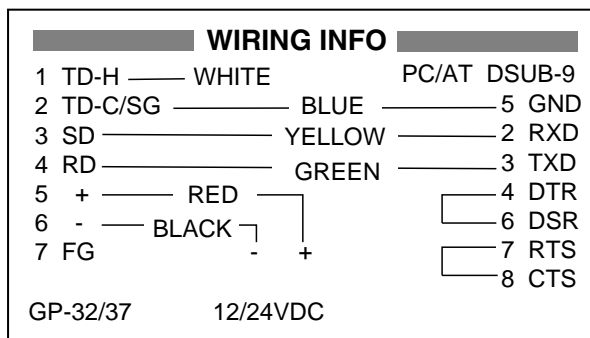 WIRING INFO
1 TD-H WHITE PC/AT DSUB-9
2 TD-C/SG BLUE 5 GND
3 SD YELLOW 2 RXD
4 RD GREEN 3 TXD
5 + RED 4 DTR
6 - BLACK 6 DSR
7 FG - + 7 RTS
8 CTS
GP-32/37 12/24VDC